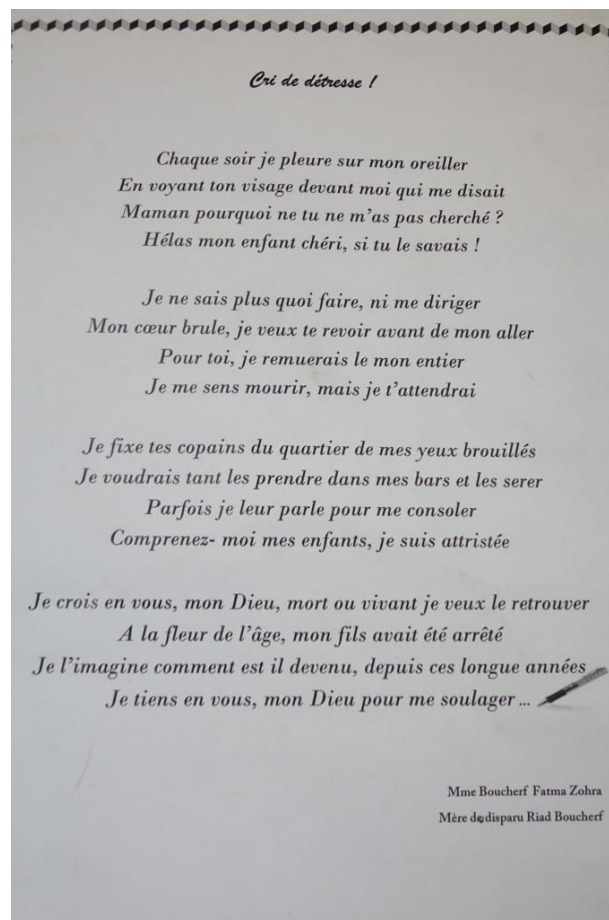 Cri de détresse !
Chaque soir je pleure sur mon oreiller
En voyant ton visage devant moi qui me disait
Maman pourquoi ne tu ne m'as pas cherché ?
Hélas mon enfant chéri, si tu le savais !
Je ne sais plus quoi faire, ni me diriger
Mon cœur brule, je veux te revoir avant de mon aller
Pour toi, je remuerais le mon entier
Je me sens mourir, mais je t'attendrai
Je fixe tes copains du quartier de mes yeux brouillés
Je voudrais tant les prendre dans mes bars et les serer
Parfois je leur parle pour me consoler
Comprenez- moi mes enfants, je suis attristée
Je crois en vous, mon Dieu, mort ou vivant je veux le retrouver
A la fleur de l'âge, mon fils avait été arrêté
Je l'imagine comment est il devenu, depuis ces longue années
Je tiens en vous, mon Dieu pour me soulager ...
Mme Boucherf Fatma Zohra
Mère de disparu Riad Boucherf